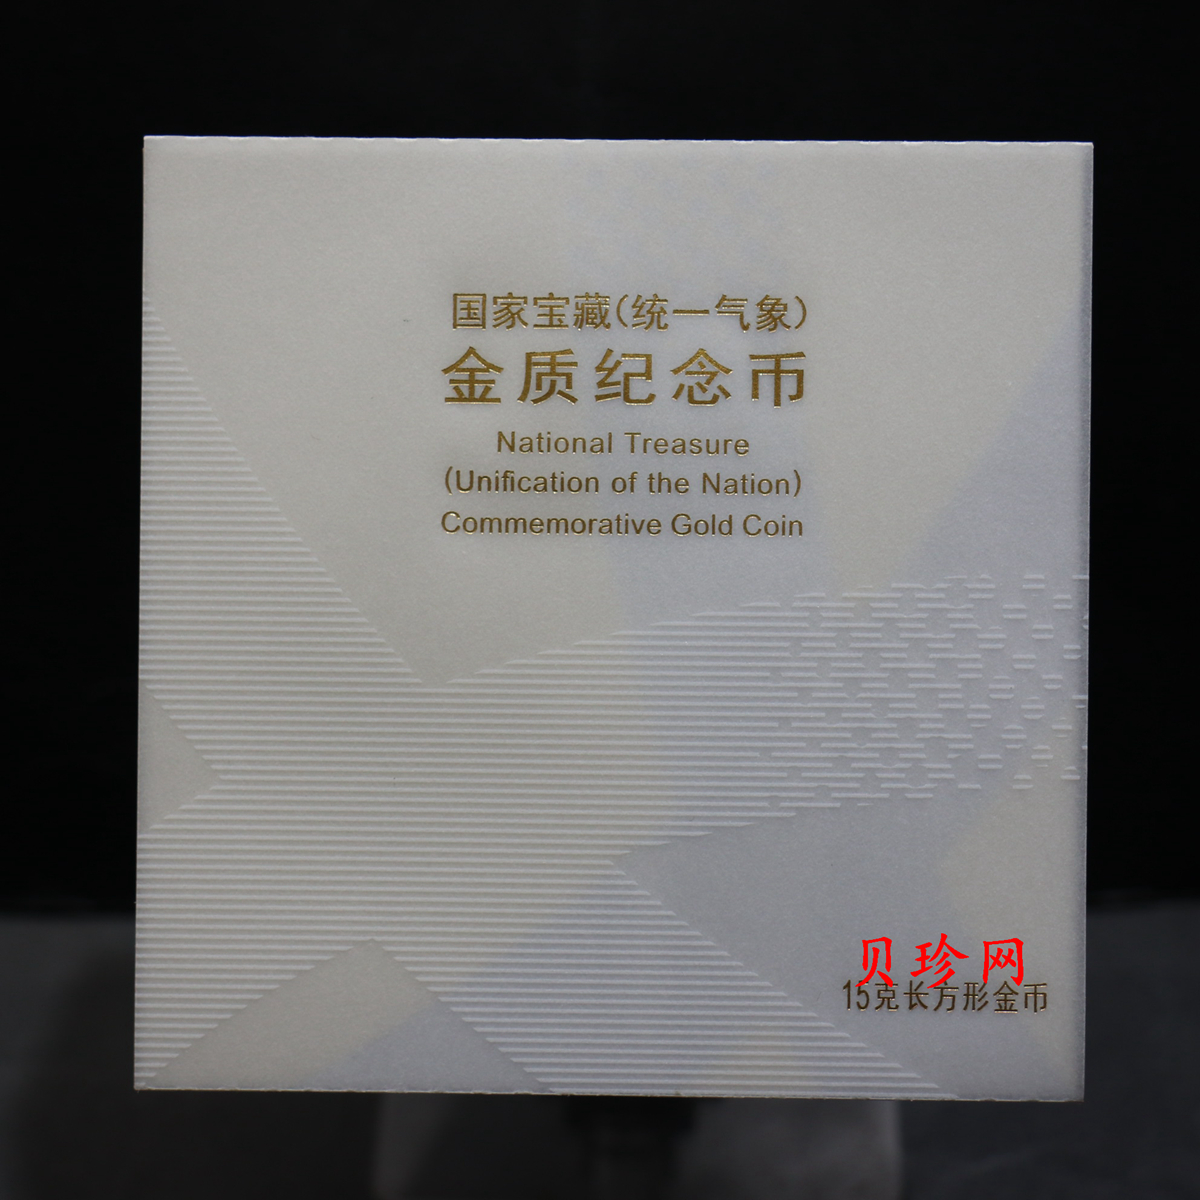 国家宝藏(统一气象)
金质纪念币
National Treasure
(Unification of the Nation)
Commemorative Gold Coin
贝珍网
15克长方形金币